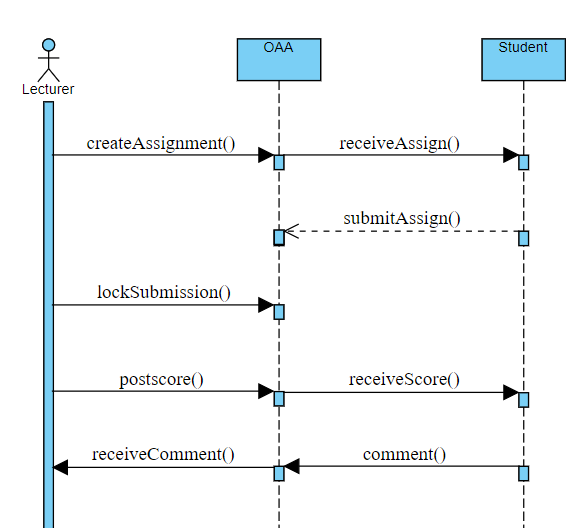 OAA
Student
Lecturer
createAssignment()
receiveAssign()
submitAssign()
lockSubmission()
postscore()
receiveScore()
receiveComment()
comment()